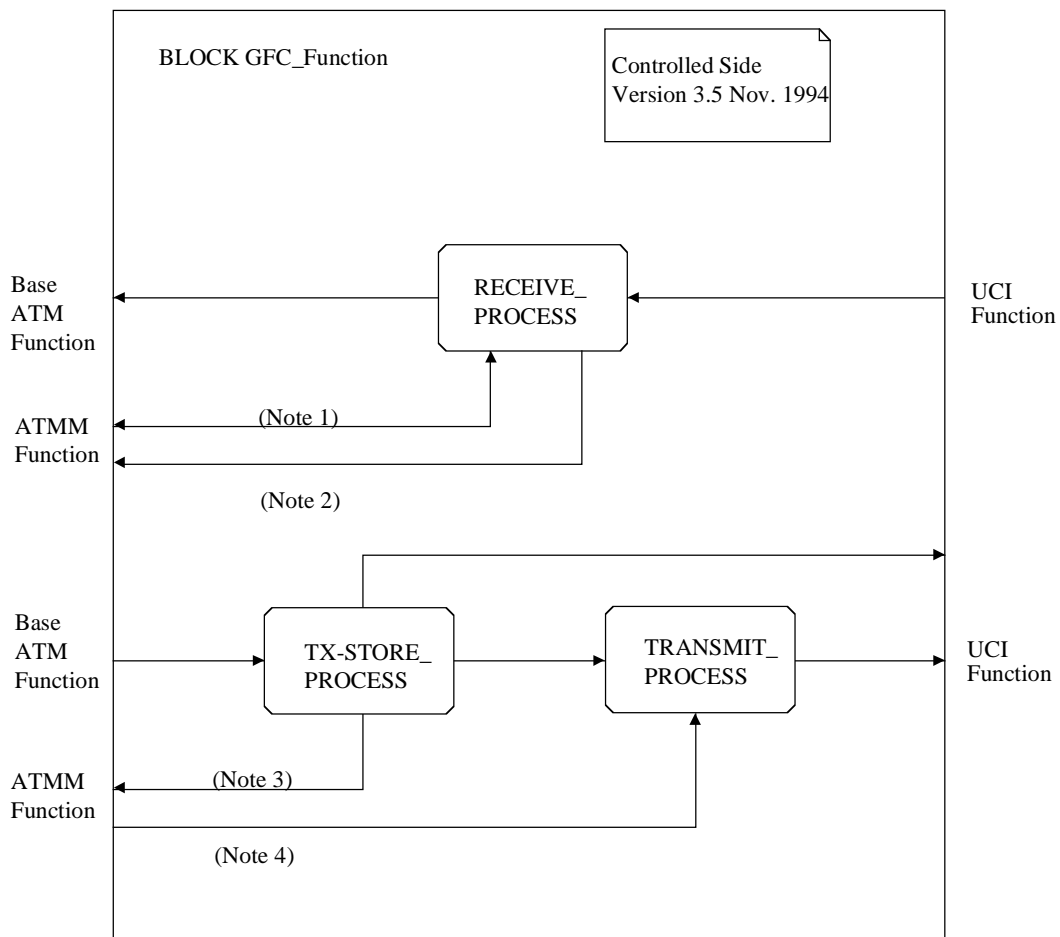 BLOCK GFC_Function
Controlled Side
Version 3.5 Nov. 1994
Base
ATM
Function
RECEIVE_
PROCESS
UCI
Function
ATMM
Function
(Note 1)
(Note 2)
Base
ATM
Function
TX-STORE_
PROCESS
TRANSMIT_
PROCESS
UCI
Function
ATMM
Function
(Note 3)
(Note 4)